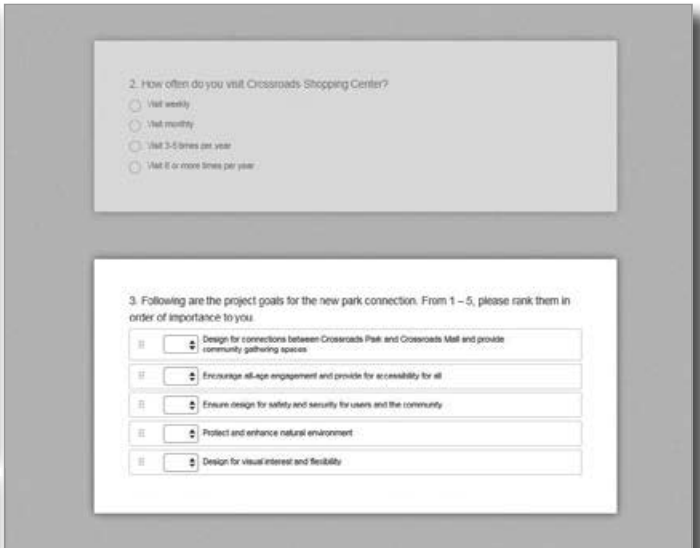 2. How often do you visit Crossroads Shopping Center?
Visit weekly
Visit monthly
Visit 3-5 times per year
Visit 6 or more times per year
3. Following are the project goals for the new park connection. From 1 – 5, please rank them in
order of importance to you.
Design for connections between Crossroads Park and Crossroads Mall and provide
community gathering spaces
Encourage all-age engagement and provide for accessibility for all
Ensure design for safety and security for users and the community
Protect and enhance natural environment
Design for visual interest and flexibility